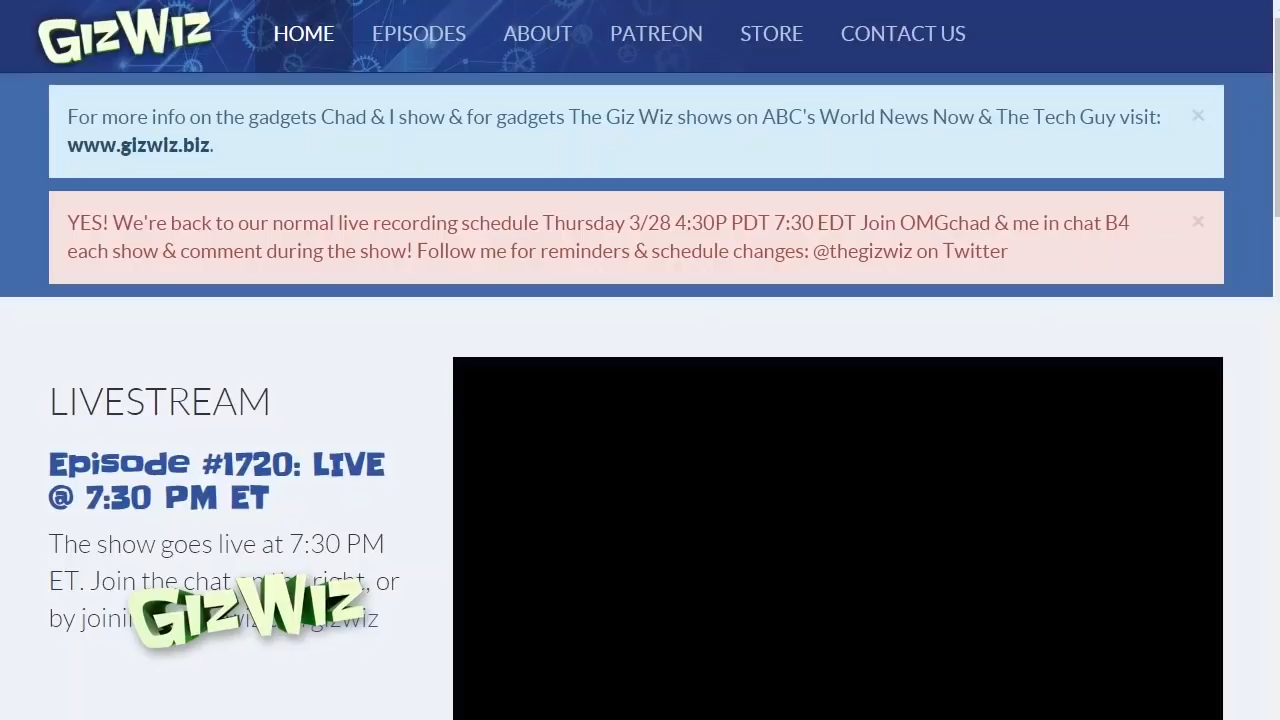 GIZWIZ
HOME EPISODES ABOUT PATREON STORE CONTACT US
For more info on the gadgets Chad & I show & for gadgets The Giz Wiz shows on ABC's World News Now & The Tech Guy visit: ×
www.gizwiz.biz.
YES! We're back to our normal live recording schedule Thursday 3/28 4:30P PDT 7:30 EDT Join OMGchad & me in chat B4 ×
each show & comment during the show! Follow me for reminders & schedule changes: @thegizwiz on Twitter
LIVESTREAM
Episode #1720: LIVE
@ 7:30 PM ET
The show goes live at 7:30 PM
ET. Join the chat right, or
by
GIZWIZ